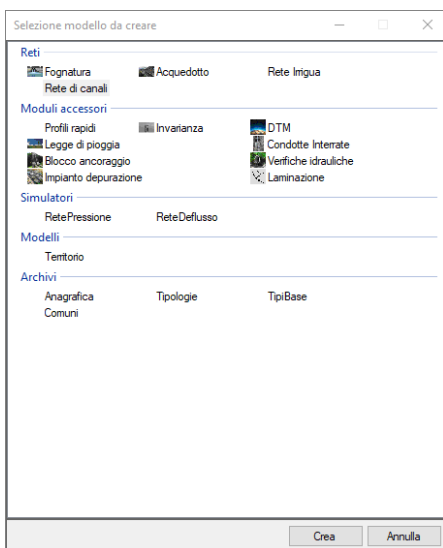 Selezione modello da creare
Reti
Fognatura Acquedotto Rete Irrigua
Rete di canali
Moduli accessori
Profili rapidi Invarianza DTM
Legge di pioggia Condotte Interrate
Blocco ancoraggio Verifiche idrauliche
Impianto depurazione Laminazione
Simulatori
RetePressione ReteDeflusso
Modelli
Territorio
Archivi
Anagrafica Tipologie TipiBase
Comuni
Crea Annulla